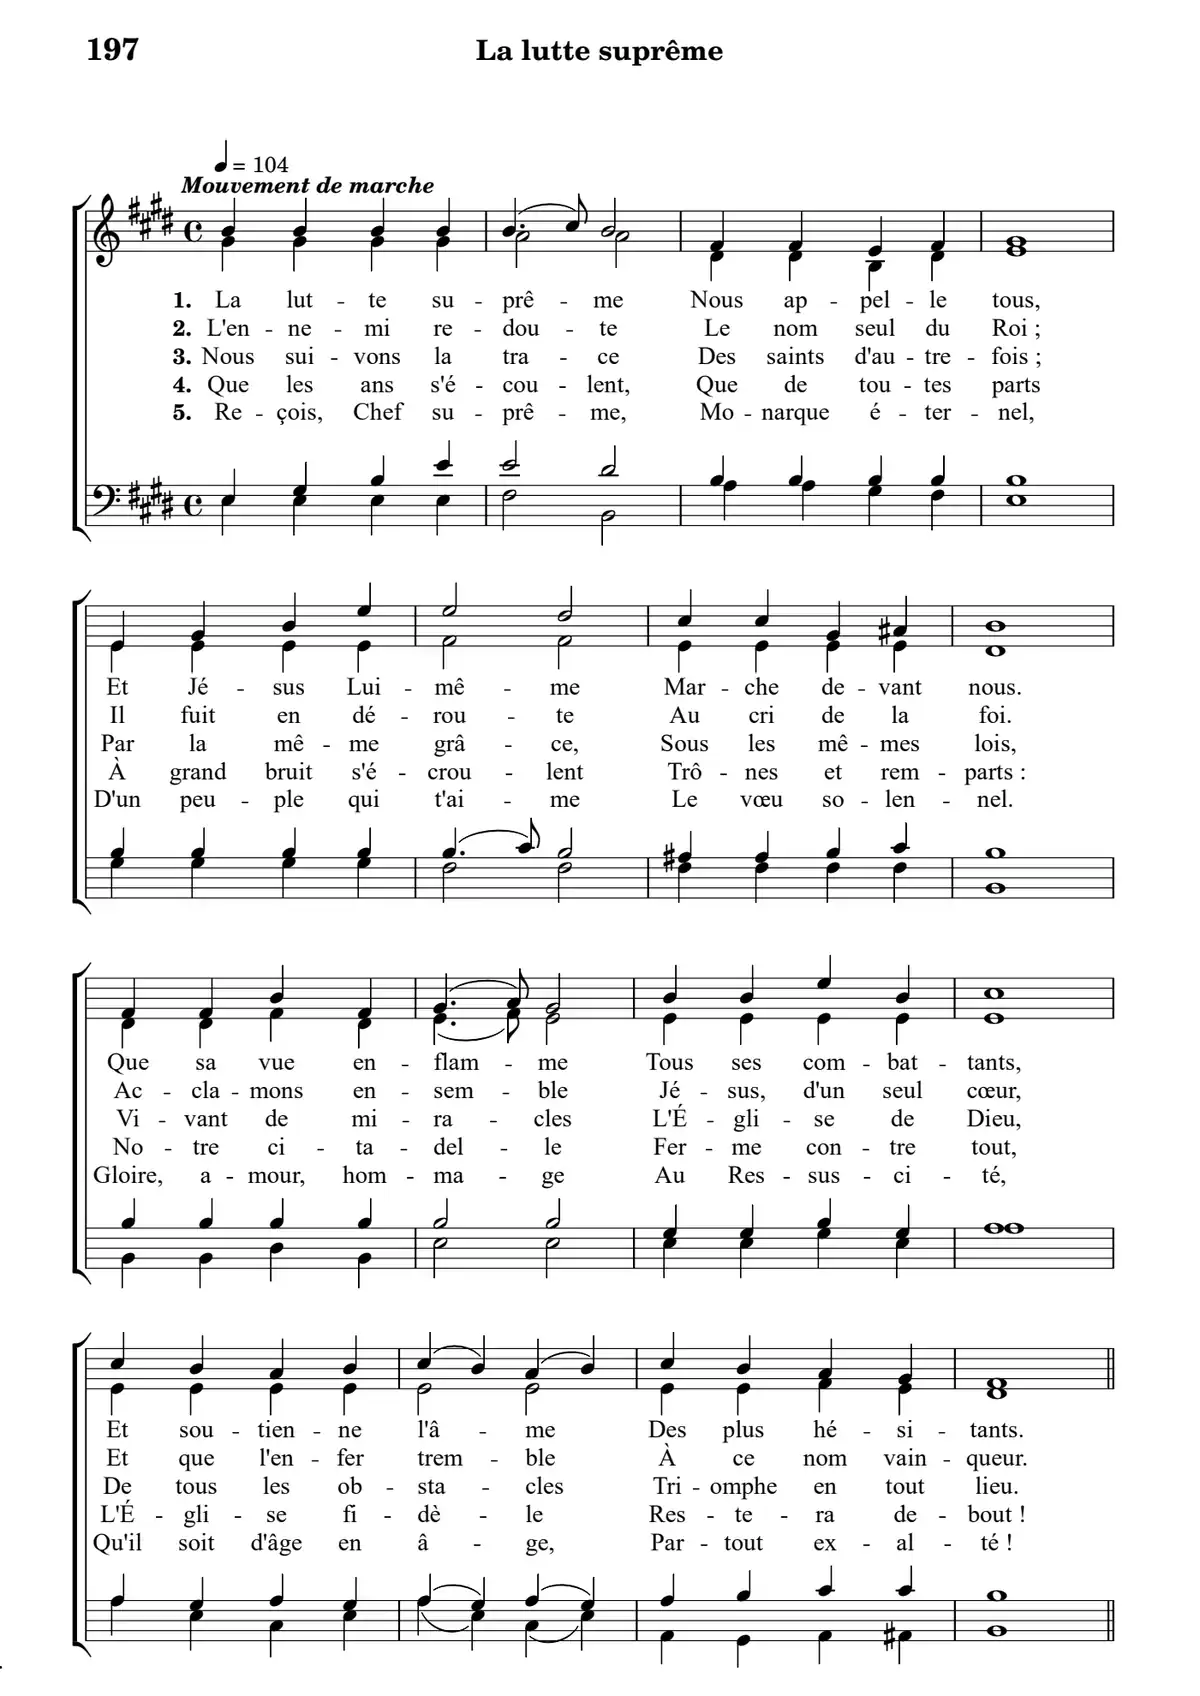 197 La lutte suprême
= 104
Mouvement de marche
1. La lut - te su - prê - me Nous ap - pel - le tous,
2. L'en - ne - mi re - dou - te Le nom seul du Roi ;
3. Nous sui - vons la tra - ce Des saints d'au - tre - fois ;
4. Que les ans s'é - cou - lent, Que de tou - tes parts
5. Re - çois, Chef su - prê - me, Mo - narque é - ter - nel,
Et Jé - sus Lui - mê - me Mar - che de - vant nous.
Il fuit en dé - rou - te Au cri de la foi.
Par la mê - me grâ - ce, Sous les mê - mes lois,
À grand bruit s'é - crou - lent Trô - nes et rem - parts :
D'un peu - ple qui t'ai - me Le vœu so - len - nel.
Que sa vue en - flam - me Tous ses com - bat - tants,
Ac - cla - mons en - sem - ble Jé - sus, d'un seul cœur,
Vi - vant de mi - ra - cles L'É - gli - se de Dieu,
No - tre ci - ta - del - le Fer - me con - tre tout,
Gloire, a - mour, hom - ma - ge Au Res - sus - ci - té,
Et sou - tien - ne l'â - me Des plus hé - si - tants.
Et que l'en - fer trem - ble À ce nom vain - queur.
De tous les ob - sta - cles Tri - omphe en tout lieu.
L'É - gli - se fi - dè - le Res - te - ra de - bout !
Qu'il soit d'âge en â - ge, Par - tout ex - al - té !